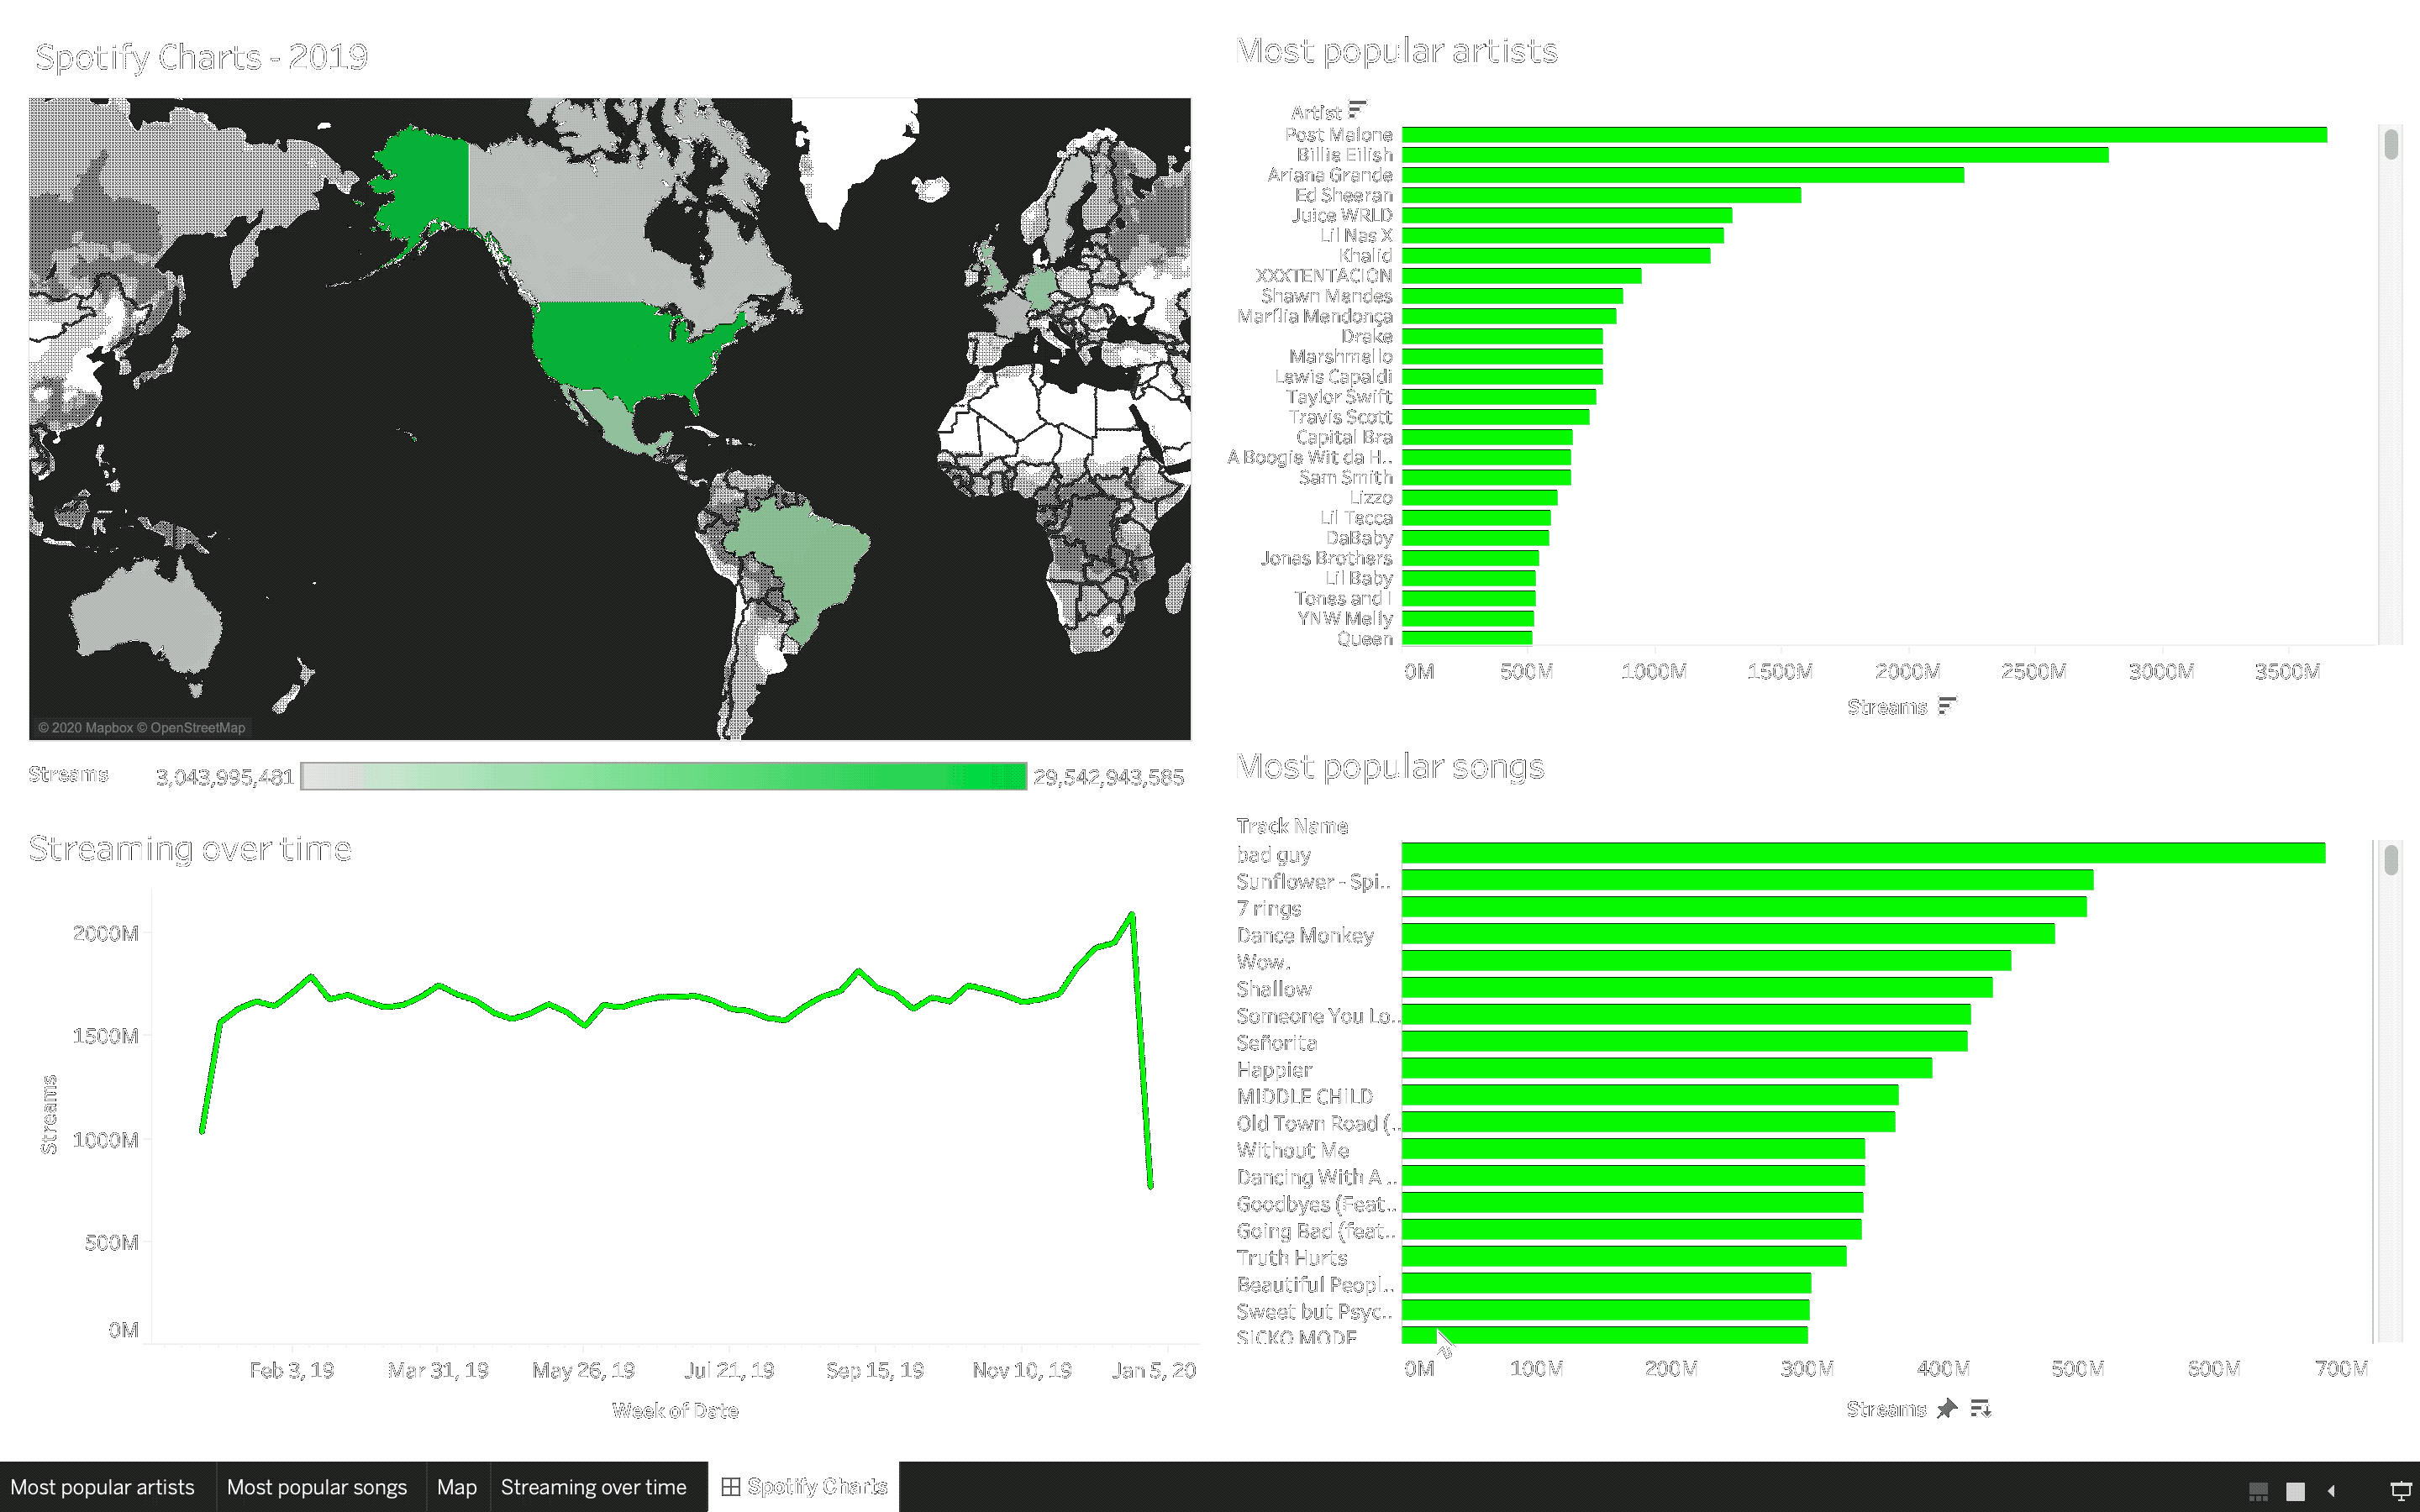 Spotify Charts - 2019
© 2020 Mapbox © OpenStreetMap
Streams 3,043,995,481 29,542,943,585
Streaming over time
2000M
1500M
1000M
500M
0M
Streams
Feb 3, 19 Mar 31, 19 May 26, 19 Jul 21, 19 Sep 15, 19 Nov 10, 19 Jan 5, 20
Week of Date
Most popular artists
Artist
Post Malone
Billie Eilish
Ariana Grande
Ed Sheeran
Juice WRLD
Lil Nas X
Khalid
XXXTENTACION
Shawn Mendes
Marília Mendonça
Drake
Marshmello
Lewis Capaldi
Taylor Swift
Travis Scott
Capital Bra
A Boogie Wit da H..
Sam Smith
Lizzo
Lil Tecca
DaBaby
Jonas Brothers
Lil Baby
Tones and I
YNW Melly
Queen
0M 500M 1000M 1500M 2000M 2500M 3000M 3500M
Streams
Most popular songs
Track Name
bad guy
Sunflower - Spi..
7 rings
Dance Monkey
Wow.
Shallow
Someone You Lo..
Señorita
Happier
MIDDLE CHILD
Old Town Road (..
Without Me
Dancing With A ..
Goodbyes (Feat..
Going Bad (feat..
Truth Hurts
Beautiful Peopl..
Sweet but Psyc..
SICKO MODE
0M 100M 200M 300M 400M 500M 600M 700M
Streams
Most popular artists Most popular songs Map Streaming over time Spotify Charts